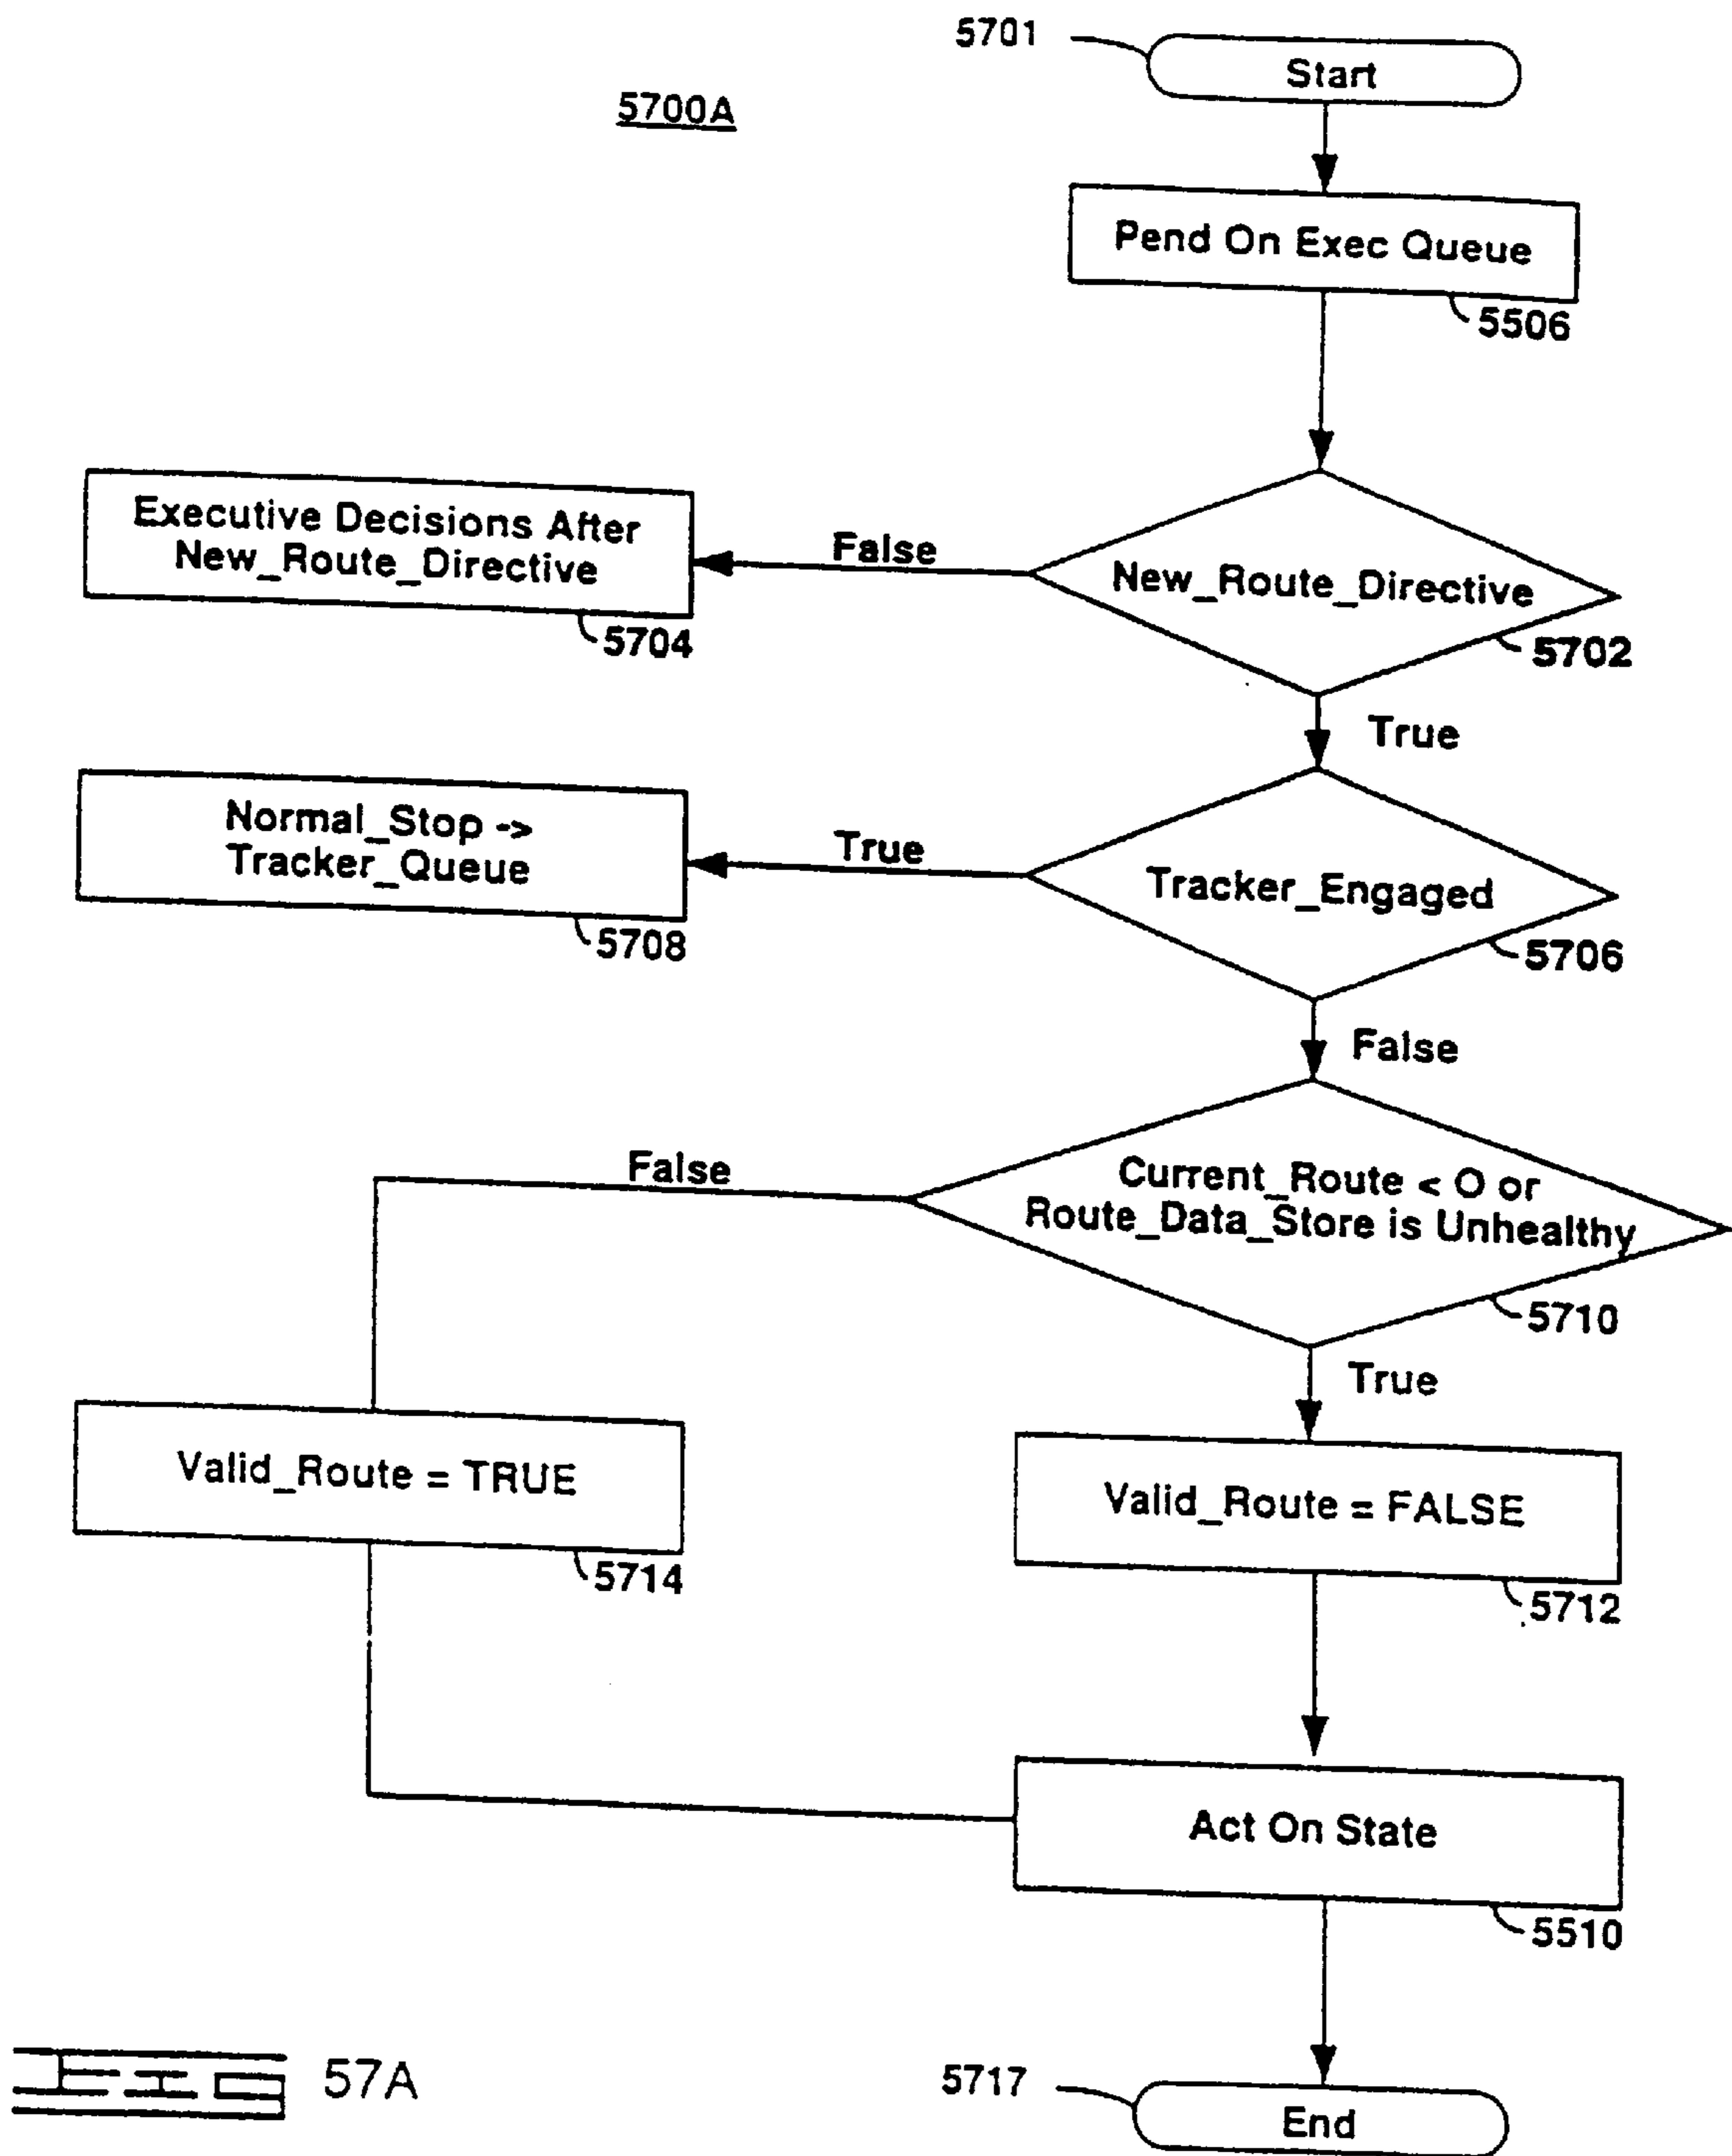 5701
Start
5700A
Pend On Exec Queue
5506
Executive Decisions After
New_Route_Directive
5704
False
New_Route_Directive
5702
True
Normal_Stop ->
Tracker_Queue
5708
True
Tracker_Engaged
5706
False
False
Current_Route < O or
Route_Data_Store is Unhealthy
5710
True
Valid_Route = TRUE
5714
Valid_Route = FALSE
5712
Act On State
5510
FIG 57A
5717
End